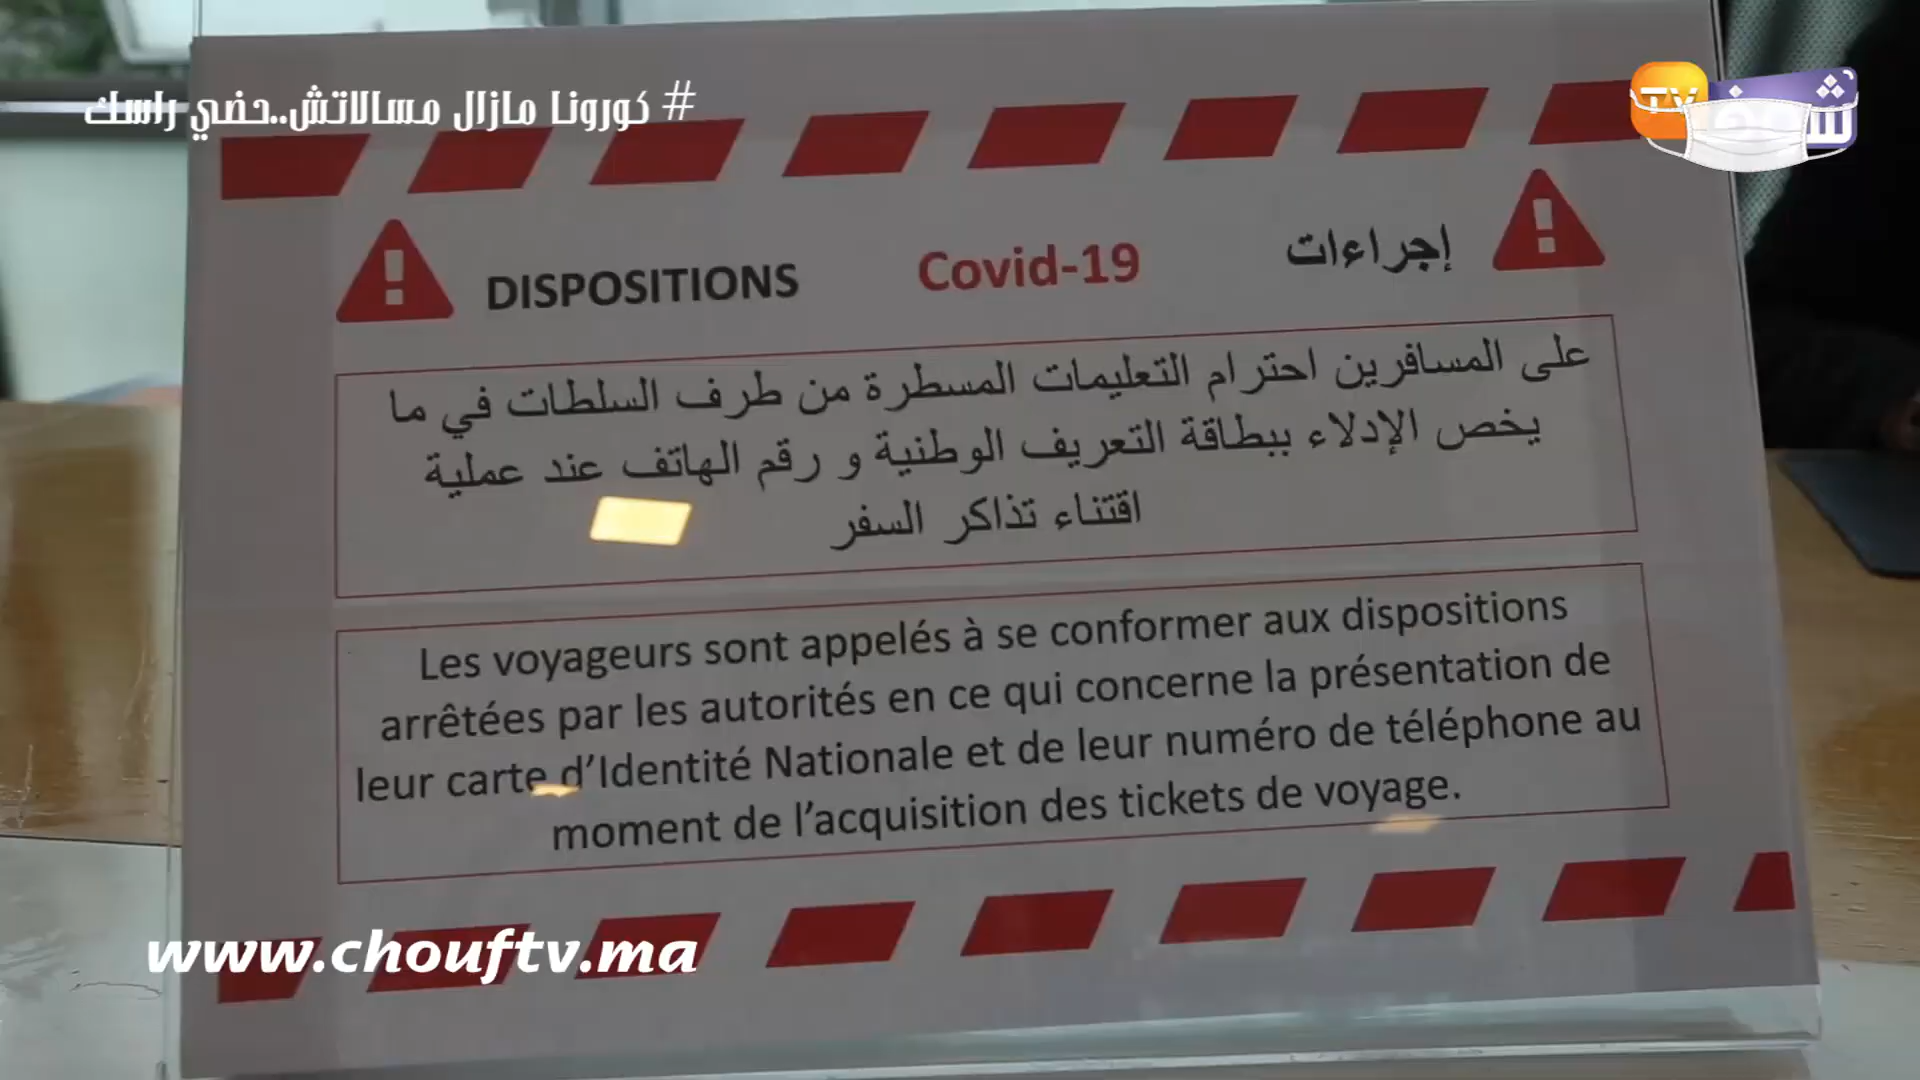 # كورونا مازال مسالاتش..حضي راسك
TV شوف
DISPOSITIONS Covid-19 إجراءات
على المسافرين احترام التعليمات المسطرة من طرف السلطات في ما
يخص الإدلاء ببطاقة التعريف الوطنية و رقم الهاتف عند عملية
اقتناء تذاكر السفر
Les voyageurs sont appelés à se conformer aux dispositions
arrêtées par les autorités en ce qui concerne la présentation de
leur carte d’Identité Nationale et de leur numéro de téléphone au
moment de l’acquisition des tickets de voyage.
www.chouftv.ma